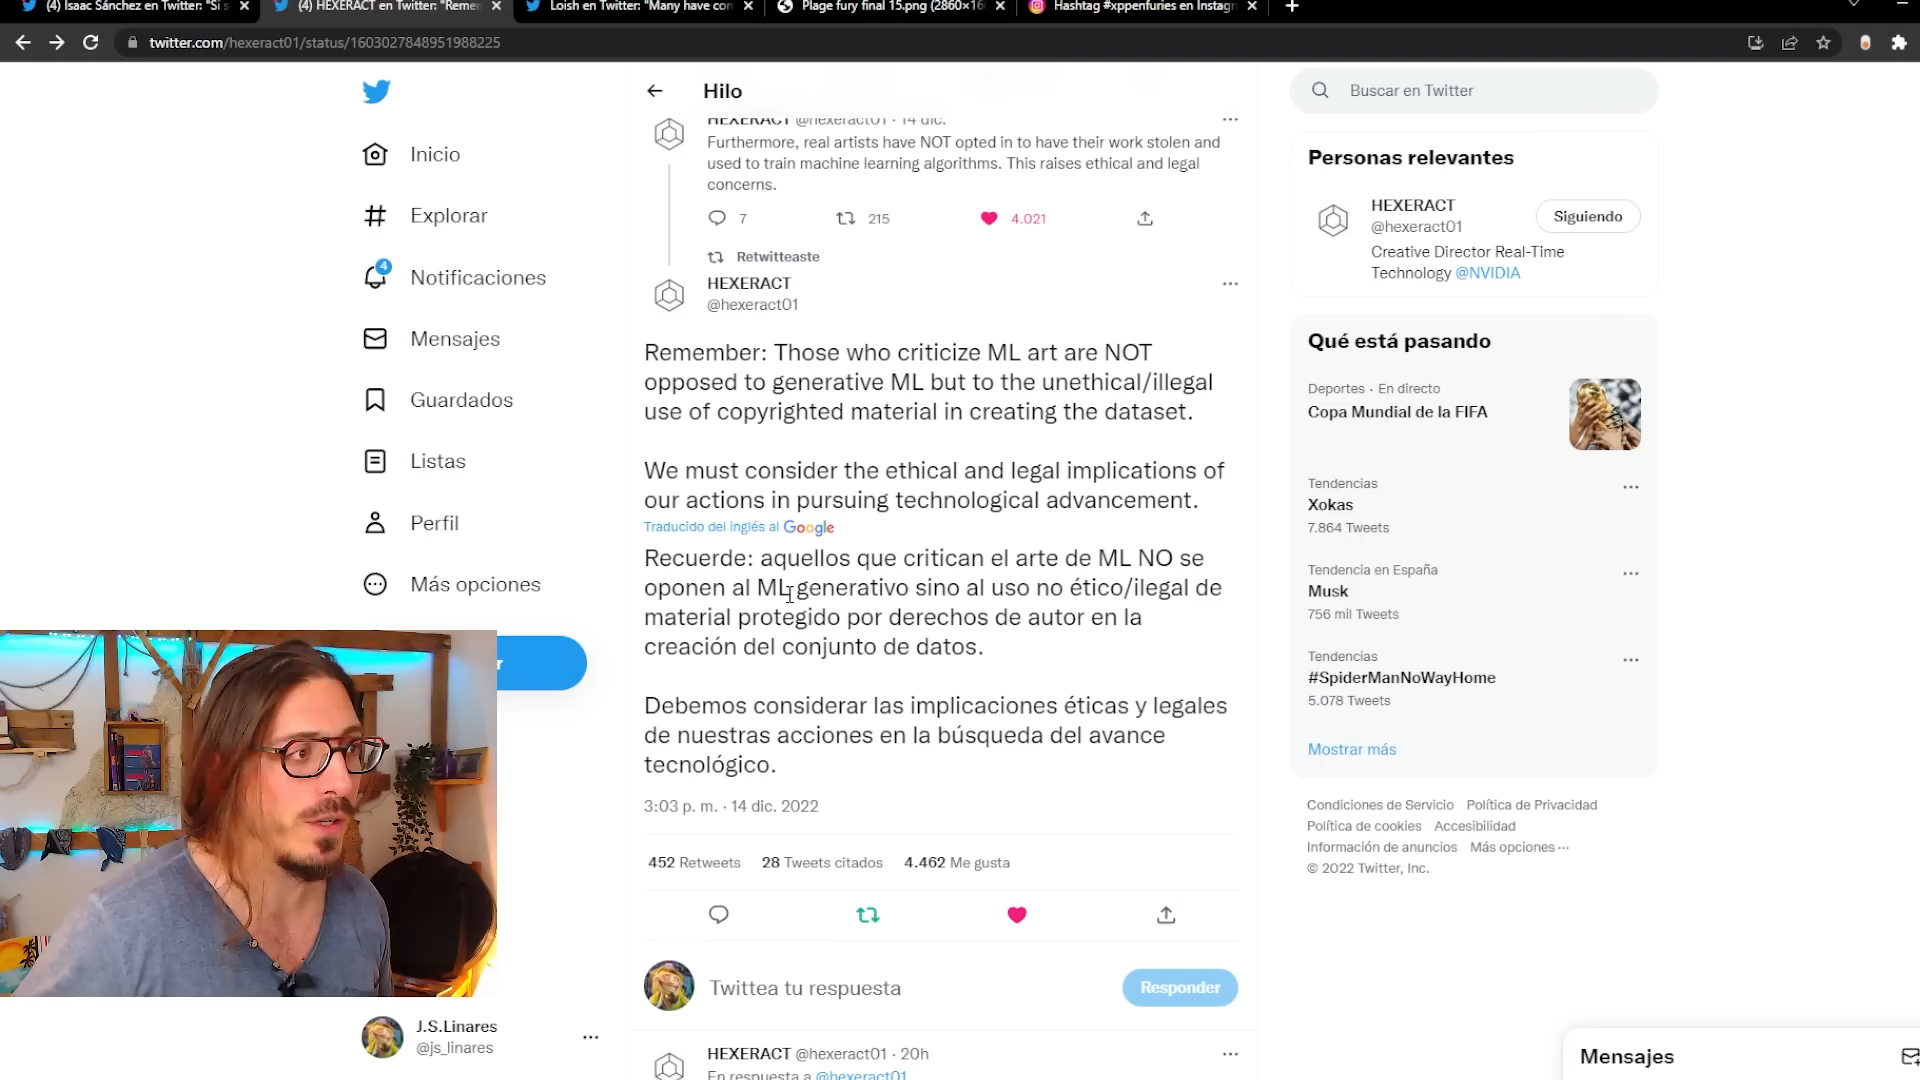 (4) Isaac Sánchez en Twitter: "Si s
(4) HEXERACT en Twitter: "Remem
Loish en Twitter: "Many have con
Plage fury final 15.png (2860×16
Hashtag #xppenfuries en Instagra
twitter.com/hexeract01/status/1603027848951988225
Inicio
Explorar
4
Notificaciones
Mensajes
Guardados
Listas
Perfil
Más opciones
J.S.Linares
@js_linares
Hilo
HEXERACT @hexeract01 · 14 dic.
Furthermore, real artists have NOT opted in to have their work stolen and
used to train machine learning algorithms. This raises ethical and legal
concerns.
7 215 4.021
Retwitteaste
HEXERACT
@hexeract01
Remember: Those who criticize ML art are NOT
opposed to generative ML but to the unethical/illegal
use of copyrighted material in creating the dataset.
We must consider the ethical and legal implications of
our actions in pursuing technological advancement.
Traducido del inglés al Google
Recuerde: aquellos que critican el arte de ML NO se
oponen al ML generativo sino al uso no ético/ilegal de
material protegido por derechos de autor en la
creación del conjunto de datos.
Debemos considerar las implicaciones éticas y legales
de nuestras acciones en la búsqueda del avance
tecnológico.
3:03 p. m. · 14 dic. 2022
452 Retweets 28 Tweets citados 4.462 Me gusta
Twittea tu respuesta
Responder
HEXERACT @hexeract01 · 20h
En respuesta a @hexeract01
Buscar en Twitter
Personas relevantes
HEXERACT
@hexeract01
Siguiendo
Creative Director Real-Time
Technology @NVIDIA
Qué está pasando
Deportes · En directo
Copa Mundial de la FIFA
Tendencias
Xokas
7.864 Tweets
Tendencia en España
Musk
756 mil Tweets
Tendencias
#SpiderManNoWayHome
5.078 Tweets
Mostrar más
Condiciones de Servicio Política de Privacidad
Política de cookies Accesibilidad
Información de anuncios Más opciones ···
© 2022 Twitter, Inc.
Mensajes